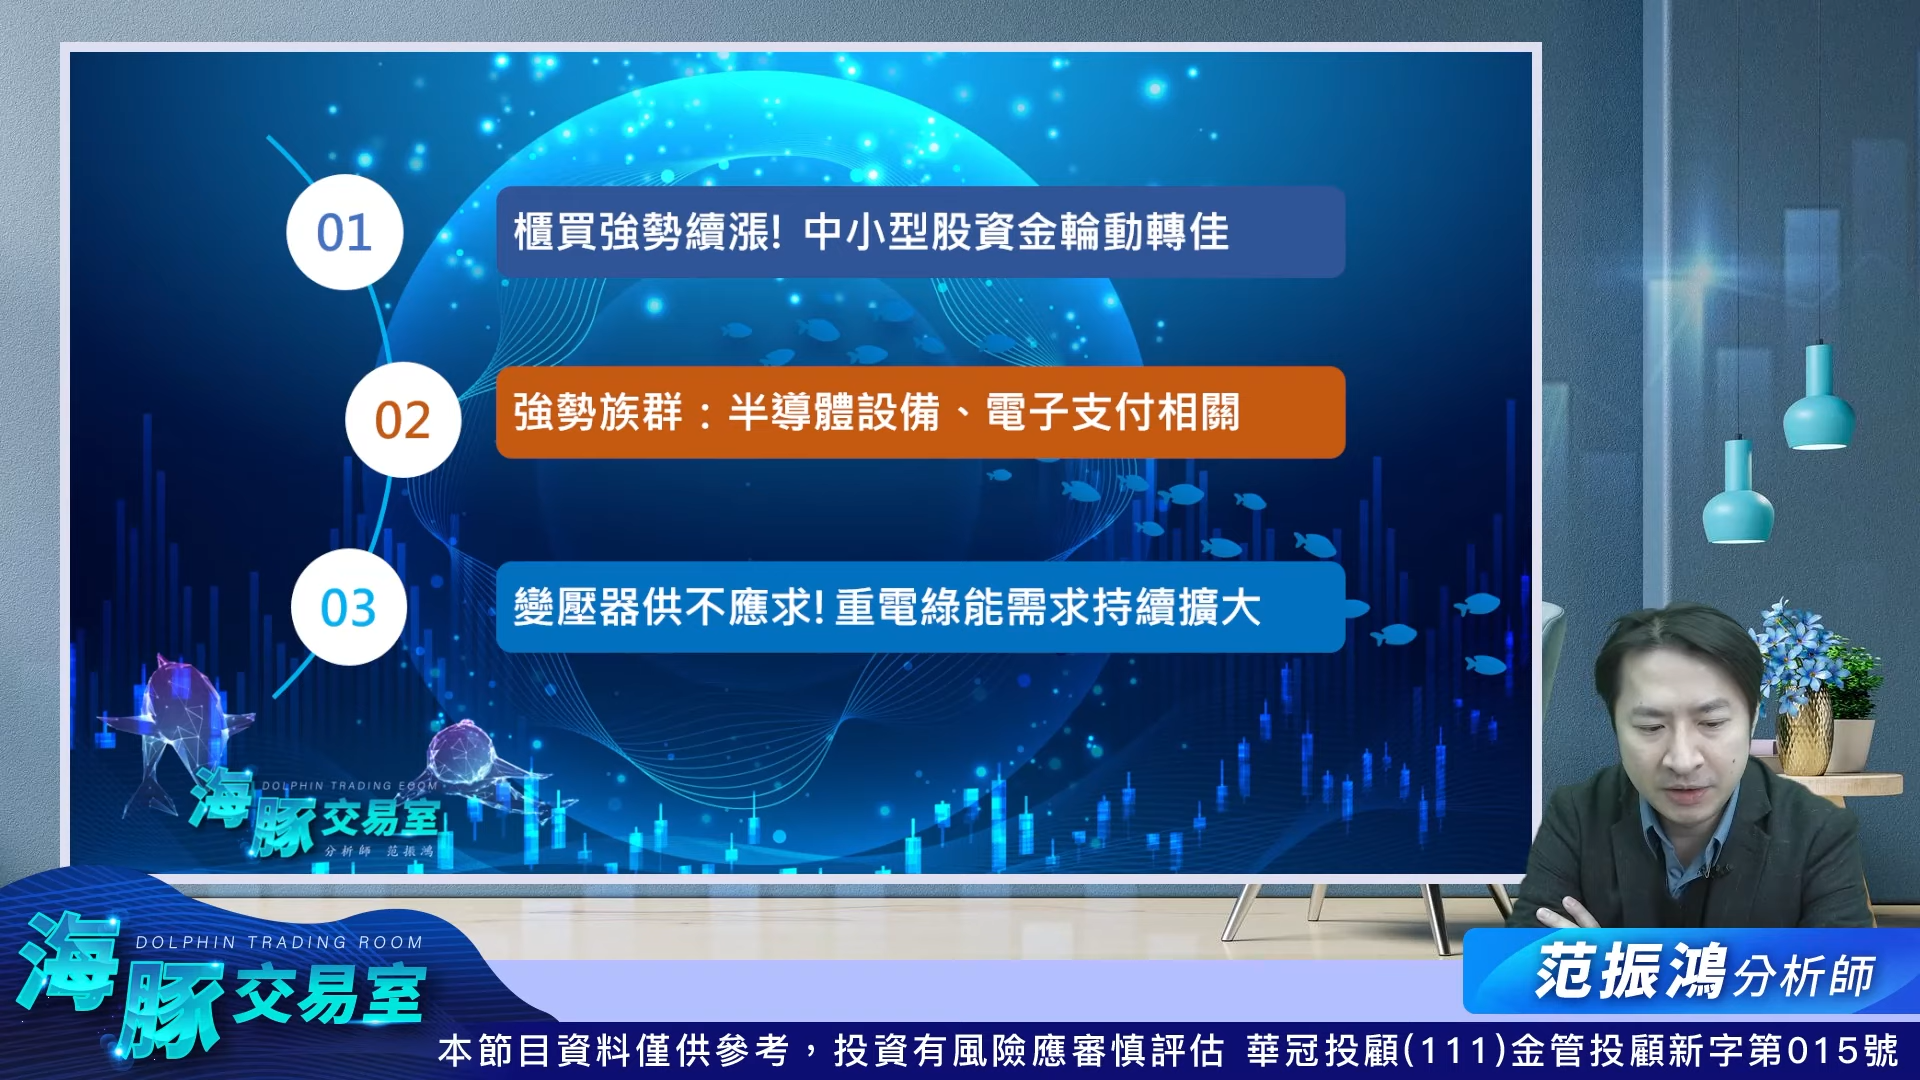 01
櫃買強勢續漲! 中小型股資金輪動轉佳
02
強勢族群：半導體設備、電子支付相關
03
變壓器供不應求! 重電綠能需求持續擴大
DOLPHIN TRADING ROOM
海豚交易室
分析師 范振鴻
DOLPHIN TRADING ROOM
海豚交易室
范振鴻分析師
本節目資料僅供參考，投資有風險應審慎評估 華冠投顧(111)金管投顧新字第015號